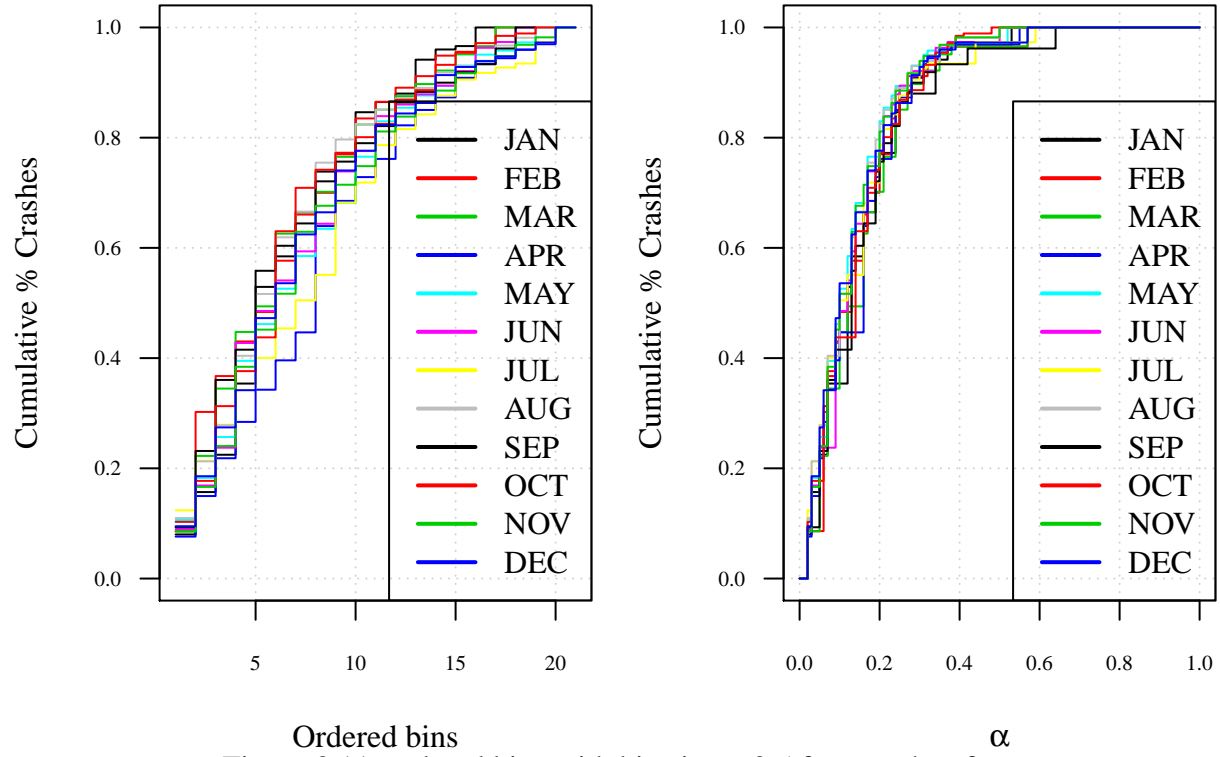 Cumulative % Crashes
1.0
0.8
0.6
0.4
0.2
0.0
JAN
FEB
MAR
APR
MAY
JUN
JUL
AUG
SEP
OCT
NOV
DEC
5 10 15 20
Ordered bins
Cumulative % Crashes
1.0
0.8
0.6
0.4
0.2
0.0
JAN
FEB
MAR
APR
MAY
JUN
JUL
AUG
SEP
OCT
NOV
DEC
0.0 0.2 0.4 0.6 0.8 1.0
α